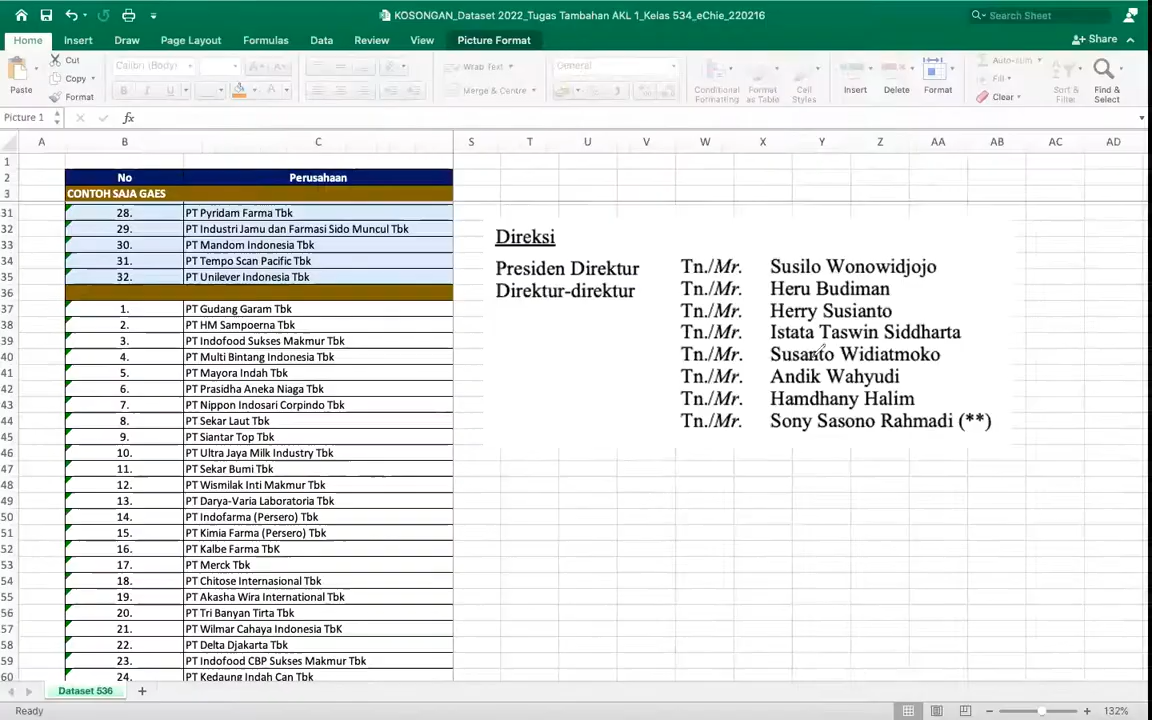 KOSONGAN_Dataset 2022_Tugas Tambahan AKL 1_Kelas 534_eChie_220216
Search Sheet
Home Insert Draw Page Layout Formulas Data Review View Picture Format
Share
Paste
Cut
Copy
Format
Calibri (Body)
A A
B I U A
Wrap Text
Merge & Centre
General
Conditional Formatting
Format as Table
Cell Styles
Insert
Delete
Format
Auto-sum
Fill
Clear
Sort & Filter
Find & Select
Picture 1 fx
A B C S T U V W X Y Z AA AB AC AD
1
2 No Perusahaan
3 CONTOH SAJA GAES
31 28. PT Pyridam Farma Tbk
32 29. PT Industri Jamu dan Farmasi Sido Muncul Tbk
33 30. PT Mandom Indonesia Tbk
34 31. PT Tempo Scan Pacific Tbk
35 32. PT Unilever Indonesia Tbk
36
37 1. PT Gudang Garam Tbk
38 2. PT HM Sampoerna Tbk
39 3. PT Indofood Sukses Makmur Tbk
40 4. PT Multi Bintang Indonesia Tbk
41 5. PT Mayora Indah Tbk
42 6. PT Prasidha Aneka Niaga Tbk
43 7. PT Nippon Indosari Corpindo Tbk
44 8. PT Sekar Laut Tbk
45 9. PT Siantar Top Tbk
46 10. PT Ultra Jaya Milk Industry Tbk
47 11. PT Sekar Bumi Tbk
48 12. PT Wismilak Inti Makmur Tbk
49 13. PT Darya-Varia Laboratoria Tbk
50 14. PT Indofarma (Persero) Tbk
51 15. PT Kimia Farma (Persero) Tbk
52 16. PT Kalbe Farma TbK
53 17. PT Merck Tbk
54 18. PT Chitose Internasional Tbk
55 19. PT Akasha Wira International Tbk
56 20. PT Tri Banyan Tirta Tbk
57 21. PT Wilmar Cahaya Indonesia TbK
58 22. PT Delta Djakarta Tbk
59 23. PT Indofood CBP Sukses Makmur Tbk
60 24. PT Kedaung Indah Can Tbk
Direksi
Presiden Direktur Tn./Mr. Susilo Wonowidjojo
Direktur-direktur Tn./Mr. Heru Budiman
Tn./Mr. Herry Susianto
Tn./Mr. Istata Taswin Siddharta
Tn./Mr. Susanto Widiatmoko
Tn./Mr. Andik Wahyudi
Tn./Mr. Hamdhany Halim
Tn./Mr. Sony Sasono Rahmadi (**)
Dataset 536
Ready
132%